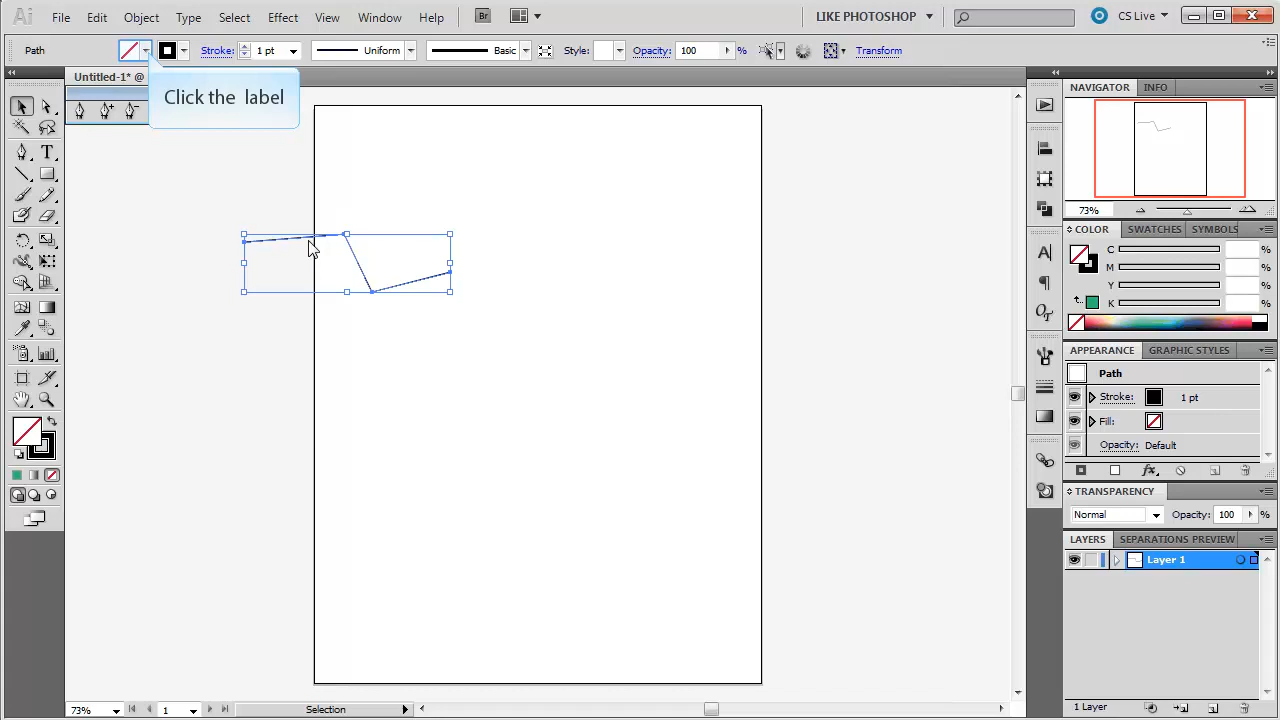 Ai File Edit Object Type Select Effect View Window Help Br LIKE PHOTOSHOP CS Live
Path Stroke: 1 pt Uniform Basic Style: Opacity: 100 % Transform
Untitled-1* @
Click the label
NAVIGATOR INFO
73%
COLOR SWATCHES SYMBOLS
C
M
Y
K
APPEARANCE GRAPHIC STYLES
Path
Stroke: 1 pt
Fill:
Opacity: Default
fx
TRANSPARENCY
Normal Opacity: 100 %
LAYERS SEPARATIONS PREVIEW
Layer 1
1 Layer
73% 1 Selection